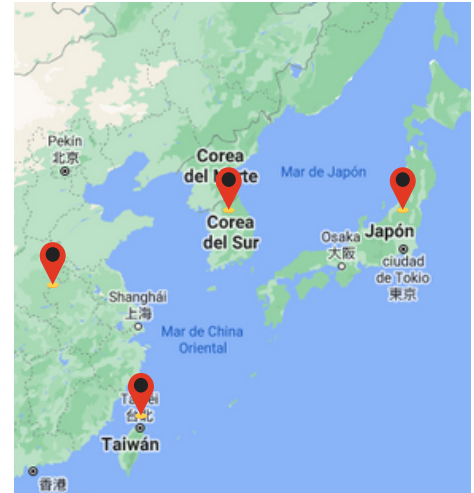 Pekín
北京
Corea
del Norte
Mar de Japón
Corea
del Sur
Japón
Osaka
大阪
ciudad
de Tokio
東京
Shanghái
上海
Mar de China
Oriental
Taipei
台北
Taiwán
香港